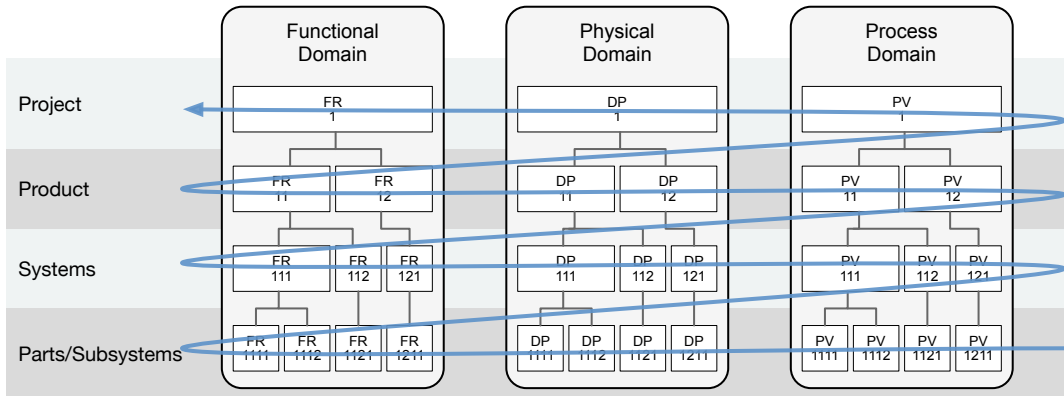 Functional
Domain
Physical
Domain
Process
Domain
Project
FR
1
DP
1
PV
1
Product
FR
11
FR
12
DP
11
DP
12
PV
11
PV
12
Systems
FR
111
FR
112
FR
121
DP
111
DP
112
DP
121
PV
111
PV
112
PV
121
Parts/Subsystems
FR
1111
FR
1112
FR
1121
FR
1211
DP
1111
DP
1112
DP
1121
DP
1211
PV
1111
PV
1112
PV
1121
PV
1211